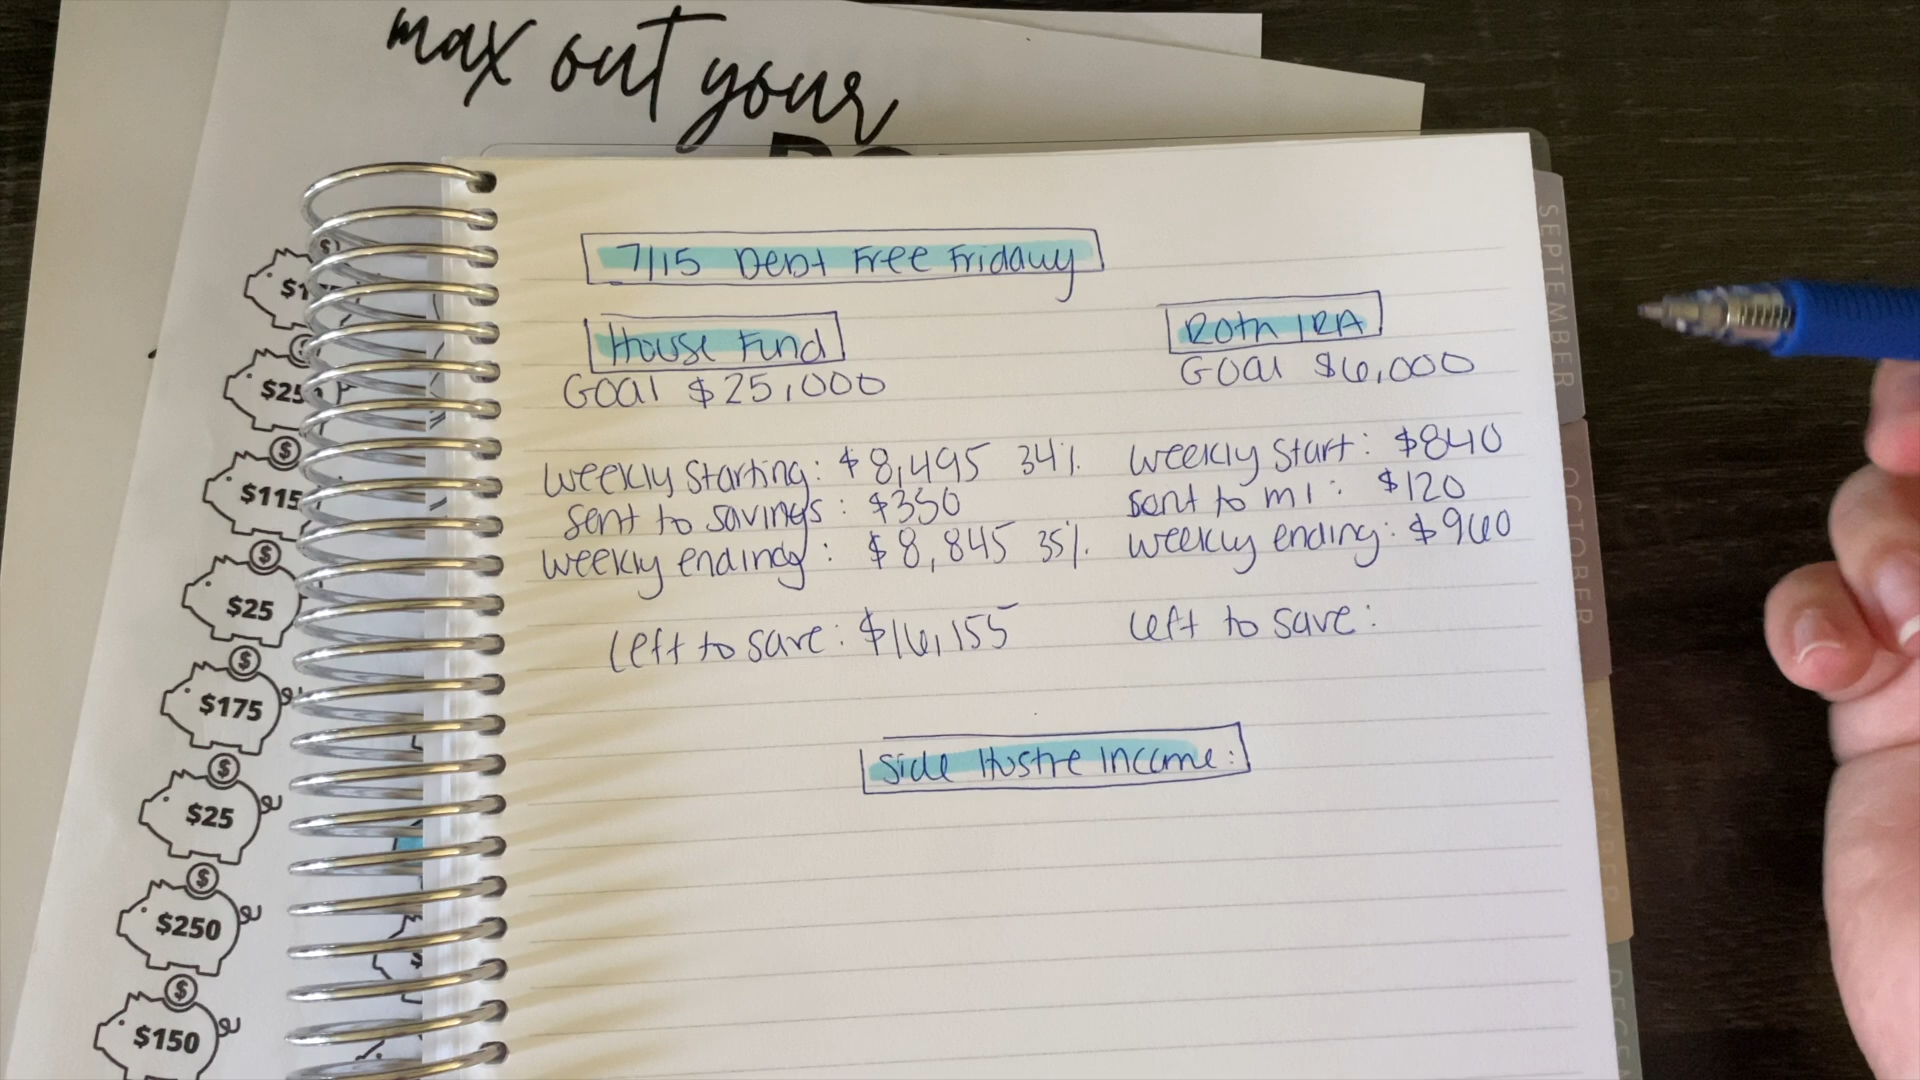 max out your
7/15 Debt Free Fridauy
House Fund
Goal $25,000
weekly starting: $8,495 34%
sent to savings: $350
weekly ending: $8,845 35%
left to save: $16,155
Roth IRA
Goal $6,000
weekly start: $840
sent to m1: $120
weekly ending: $960
left to save:
Side Hustle Income:
$25
$115
$25
$175
$25
$250
$150
SEPTEMBER
OCTOBER
NOVEMBER